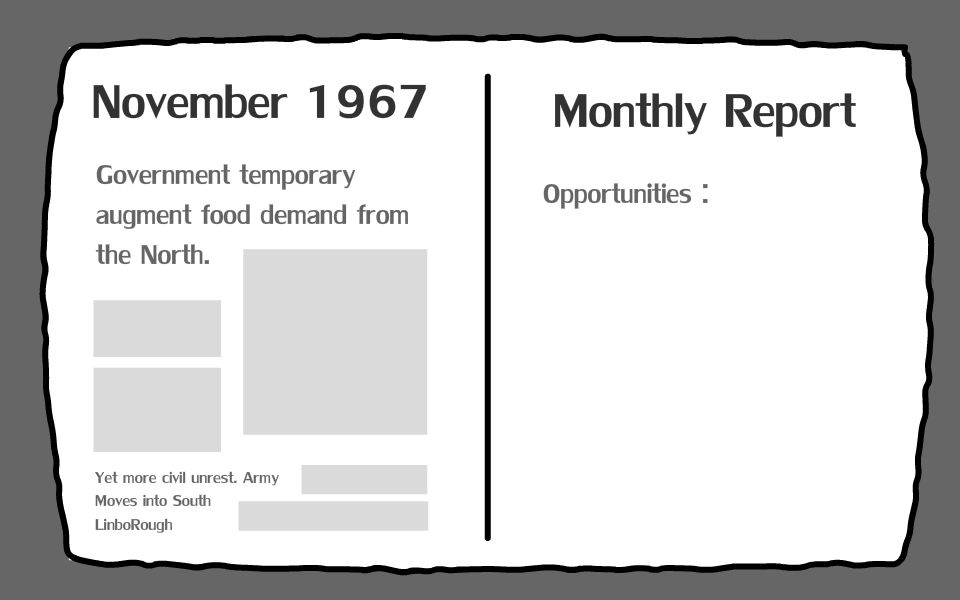 November 1967
Government temporary
augment food demand from
the North.
Yet more civil unrest. Army
Moves into South
LinboRough
Monthly Report
Opportunities :